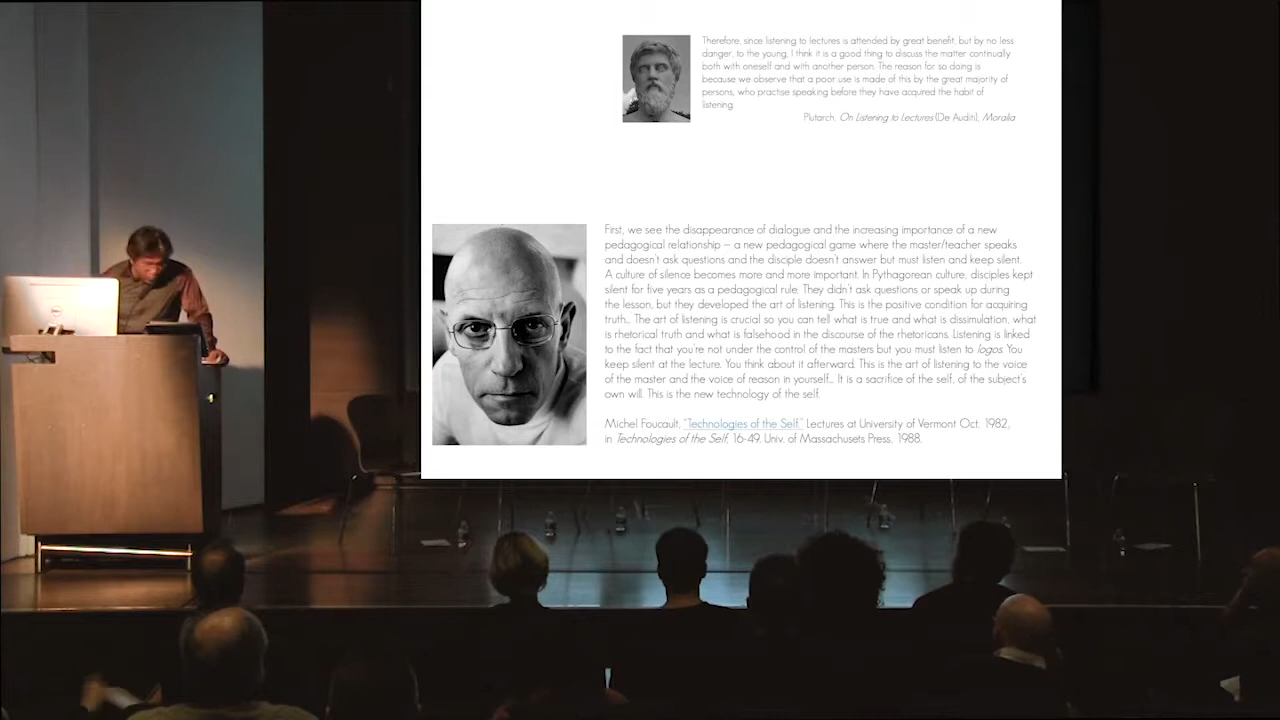 Therefore, since listening to lectures is attended by great benefit, but by no less
danger, to the young, I think it is a good thing to discuss the matter continually
both with oneself and with another person. The reason for so doing is
because we observe that a poor use is made of this by the great majority of
persons, who practise speaking before they have acquired the habit of
listening.
Plutarch, On Listening to Lectures (De Auditi), Moralia
First, we see the disappearance of dialogue and the increasing importance of a new
pedagogical relationship – a new pedagogical game where the master/teacher speaks
and doesn't ask questions and the disciple doesn't answer but must listen and keep silent.
A culture of silence becomes more and more important. In Pythagorean culture, disciples kept
silent for five years as a pedagogical rule. They didn't ask questions or speak up during
the lesson, but they developed the art of listening. This is the positive condition for acquiring
truth... The art of listening is crucial so you can tell what is true and what is dissimulation, what
is rhetorical truth and what is falsehood in the discourse of the rhetoricans. Listening is linked
to the fact that you're not under the control of the masters but you must listen to logos. You
keep silent at the lecture. You think about it afterward. This is the art of listening to the voice
of the master and the voice of reason in yourself... It is a sacrifice of the self, of the subject's
own will. This is the new technology of the self.
Michel Foucault, "Technologies of the Self." Lectures at University of Vermont Oct. 1982,
in Technologies of the Self, 16-49. Univ. of Massachusets Press, 1988.